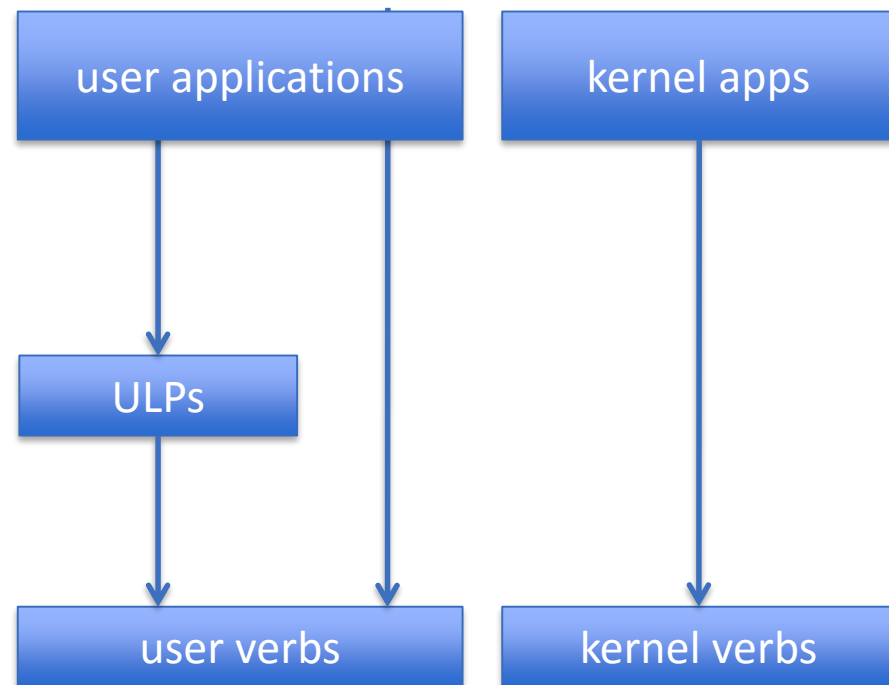 user applications
kernel apps
ULPs
user verbs
kernel verbs